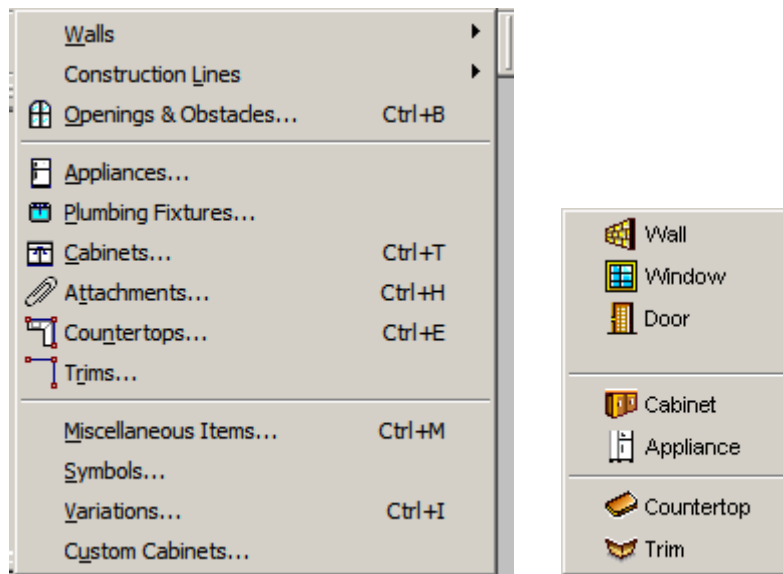 Walls
Construction Lines
Openings & Obstacles... Ctrl+B
Appliances...
Plumbing Fixtures...
Cabinets... Ctrl+T
Attachments... Ctrl+H
Countertops... Ctrl+E
Trims...
Miscellaneous Items... Ctrl+M
Symbols...
Variations... Ctrl+I
Custom Cabinets...
Wall
Window
Door
Cabinet
Appliance
Countertop
Trim